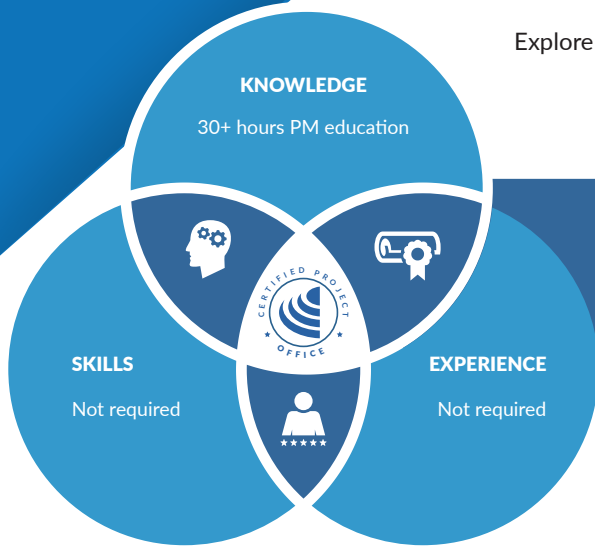 Explore
KNOWLEDGE
30+ hours PM education
CERTIFIED PROJECT
OFFICE
SKILLS
EXPERIENCE
Not required
Not required